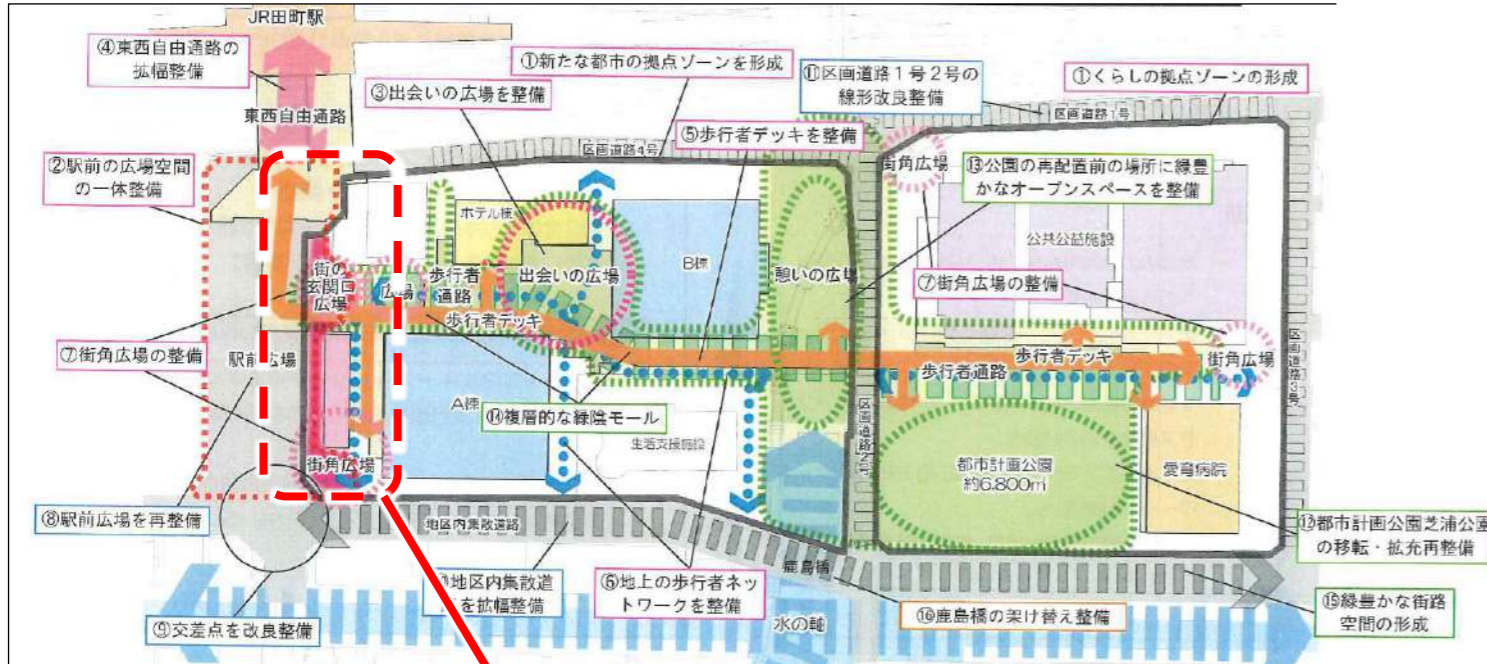 JR田町駅
④東西自由通路の
拡幅整備
東西自由通路
①新たな都市の拠点ゾーンを形成
③出会いの広場を整備
⑪区画道路1号2号の
線形改良整備
①くらしの拠点ゾーンの形成
区画道路1号
②駅前の広場空間
の一体整備
区画道路4号
⑤歩行者デッキを整備
街角広場
⑬公園の再配置前の場所に緑豊
かなオープンスペースを整備
ホテル棟
B棟
公共公益施設
街の
玄関口
広場
広場
歩行者
通路
出会いの広場
憩いの広場
⑦街角広場の整備
歩行者デッキ
区画道路3号
⑦街角広場の整備
駅前広場
歩行者デッキ
街角広場
歩行者通路
A棟
⑭複層的な緑陰モール
生活支援施設
区画道路2号
都市計画公園
約6,800㎡
愛育病院
街角広場
⑧駅前広場を再整備
地区内集散道路
⑫都市計画公園芝浦公園
の移転・拡充再整備
鹿島橋
地区内集散道
を拡幅整備
⑥地上の歩行者ネッ
トワークを整備
⑯鹿島橋の架け替え整備
⑮緑豊かな街路
空間の形成
⑨交差点を改良整備
水の軸